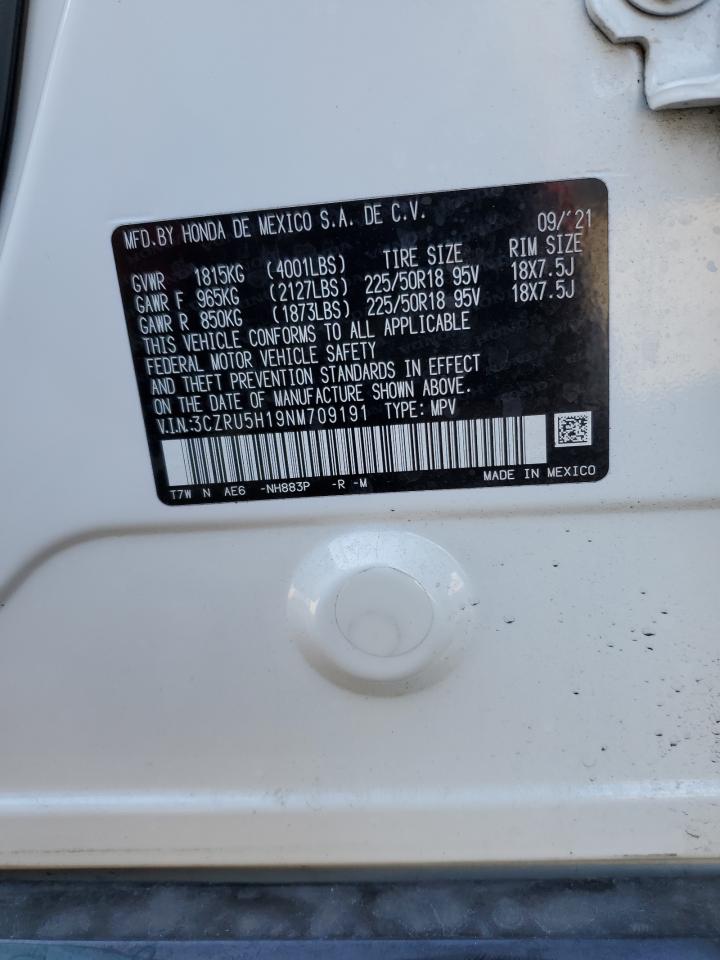 MFD.BY HONDA DE MEXICO S.A. DE C.V. 09/'21
TIRE SIZE RIM SIZE
GVWR 1815KG (4001LBS)
GAWR F 965KG (2127LBS) 225/50R18 95V 18X7.5J
GAWR R 850KG (1873LBS) 225/50R18 95V 18X7.5J
THIS VEHICLE CONFORMS TO ALL APPLICABLE
FEDERAL MOTOR VEHICLE SAFETY
AND THEFT PREVENTION STANDARDS IN EFFECT
ON THE DATE OF MANUFACTURE SHOWN ABOVE.
V.I.N:3CZRU5H19NM709191 TYPE: MPV
T7W N AE6 -NH883P -R -M MADE IN MEXICO